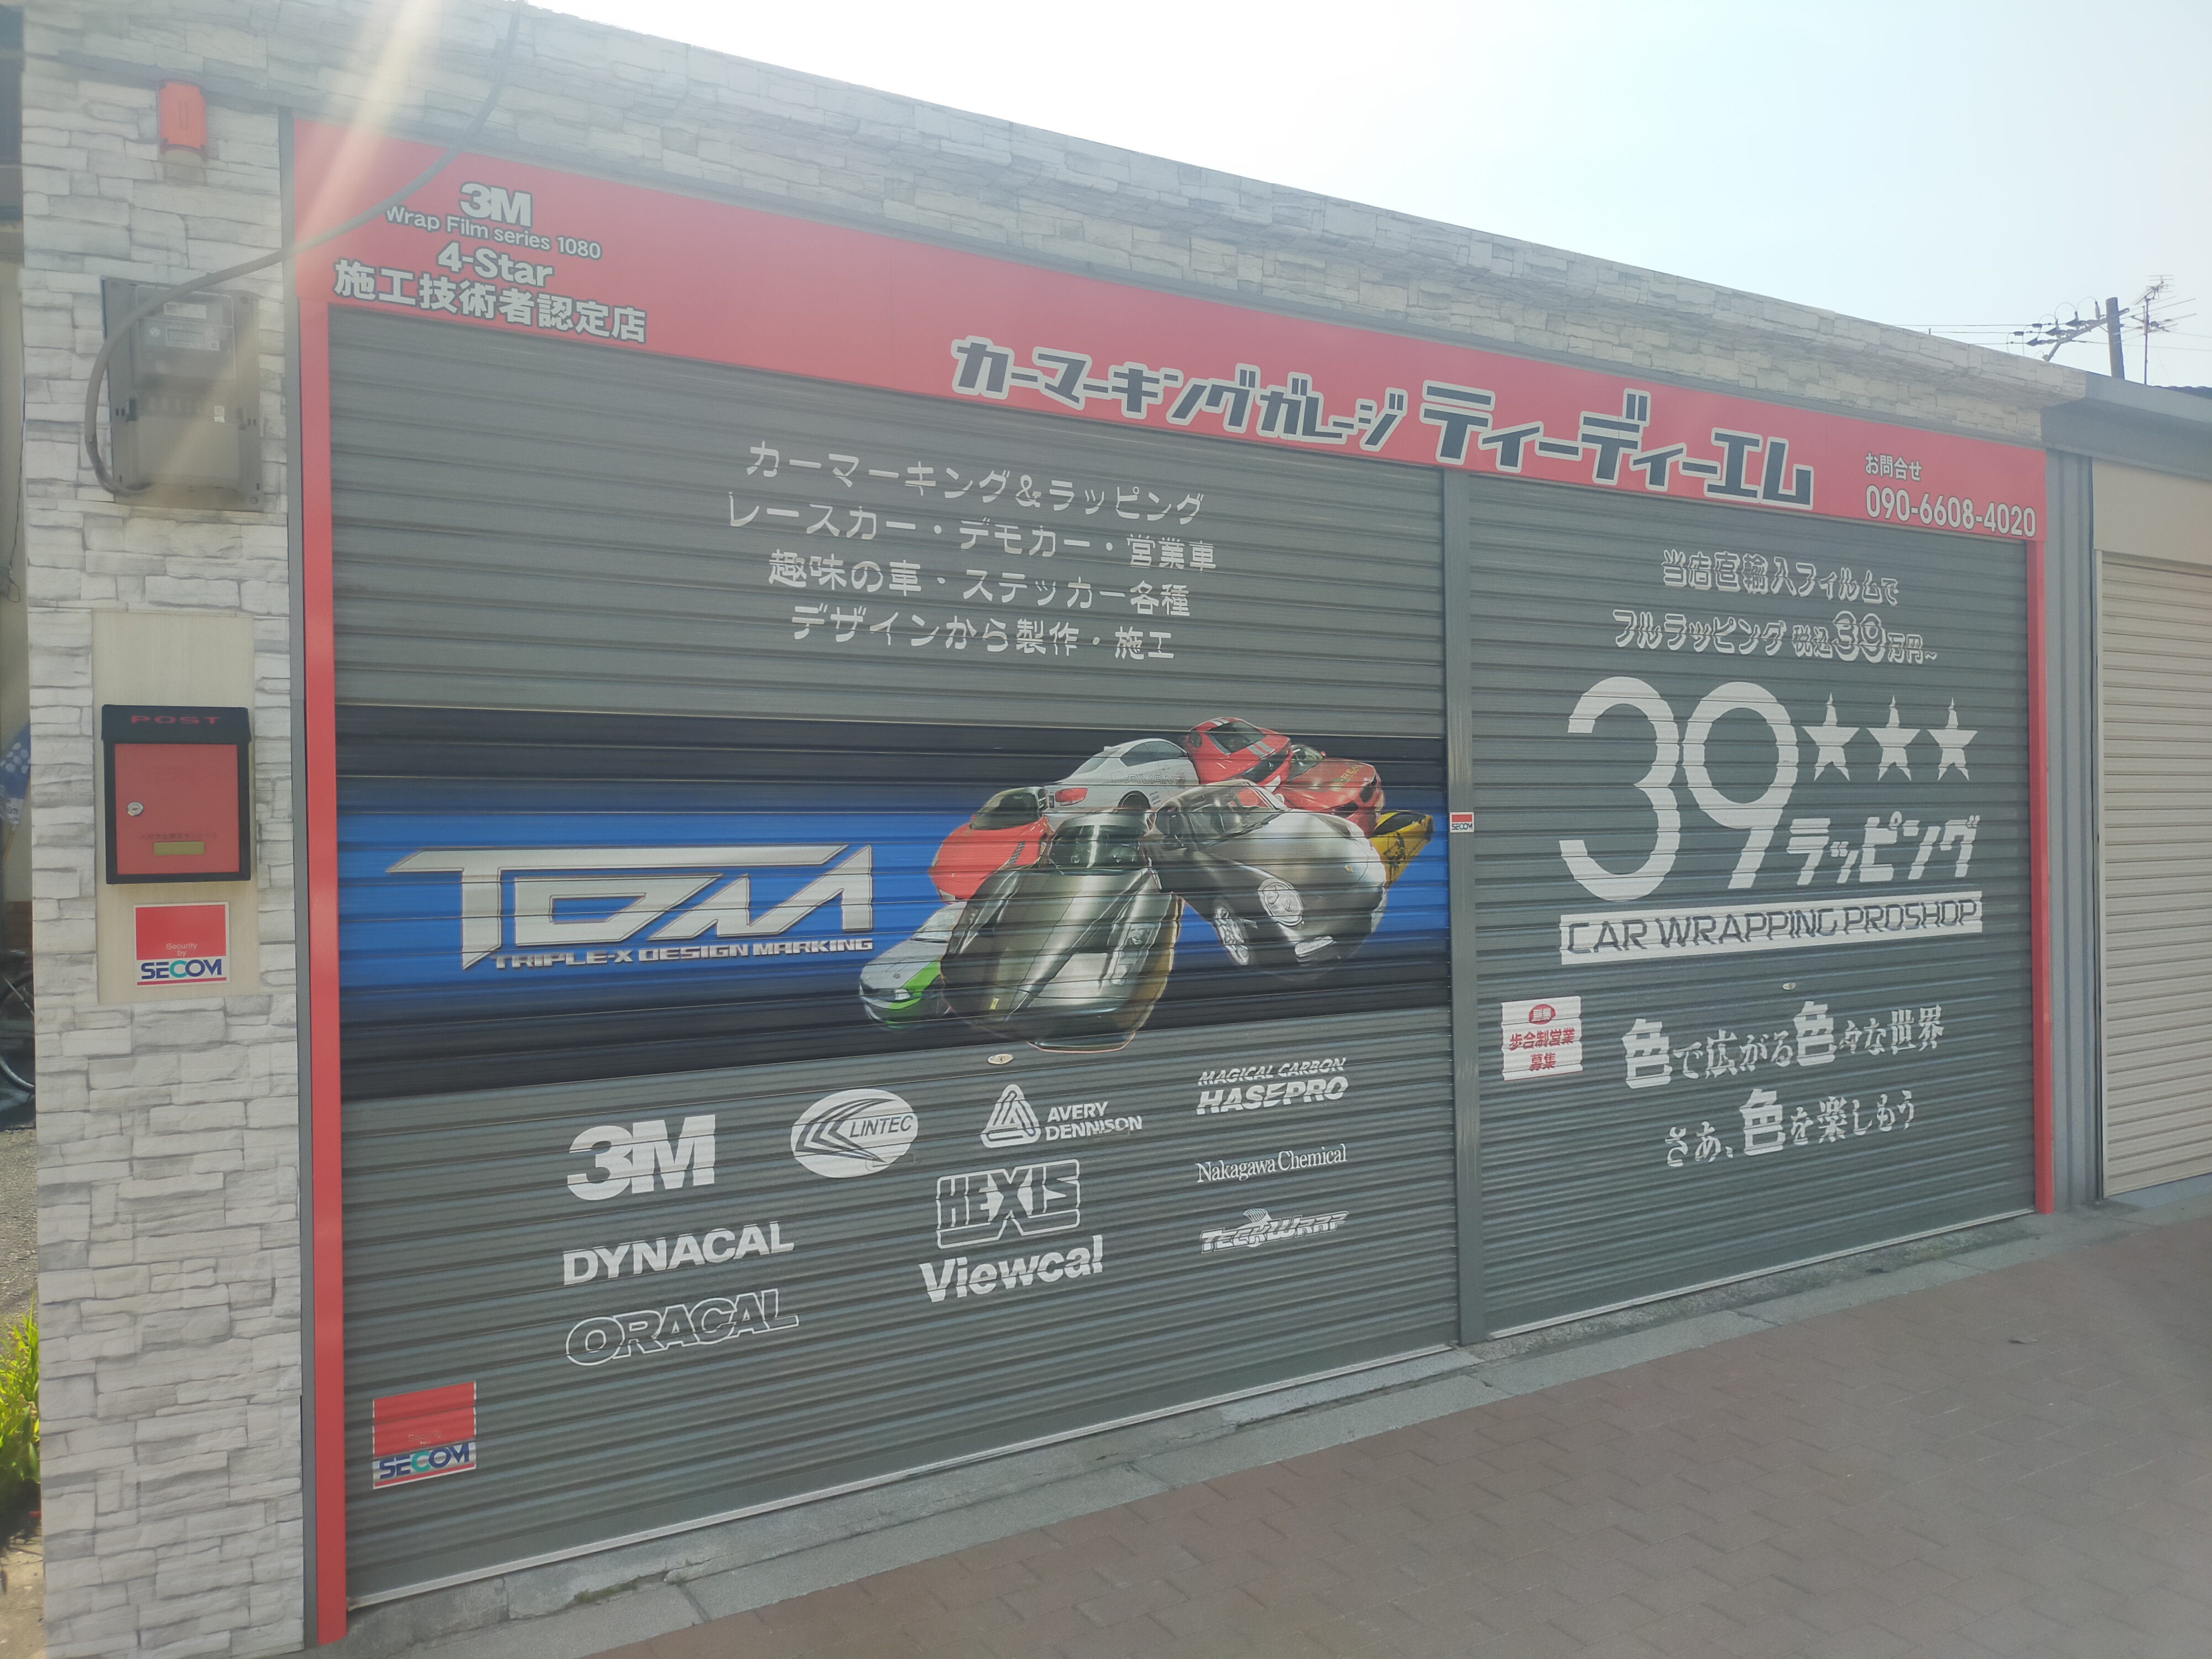 3M
Wrap Film series 1080
4-Star
施工技術者認定店
カーマーキングガレージ ティーディーエム
お問合せ
090-6608-4020
カーマーキング&ラッピング
レースカー・デモカー・営業車
趣味の車・ステッカー各種
デザインから製作・施工
TDM
TRIPLE-X DESIGN MARKING
3M
LINTEC
AVERY
DENNISON
MAGICAL CARBON
HASEPRO
DYNACAL
HEXIS
Nakagawa Chemical
ORACAL
Viewcal
TECKWRAP
当店直輸入フィルムで
フルラッピング 税込39万円~
39★★★
ラッピング
CAR WRAPPING PROSHOP
歩合制営業
募集
色で広がる色々な世界
さあ、色を楽しもう
POST
Security
by
SECOM
SECOM
Security
by
SECOM